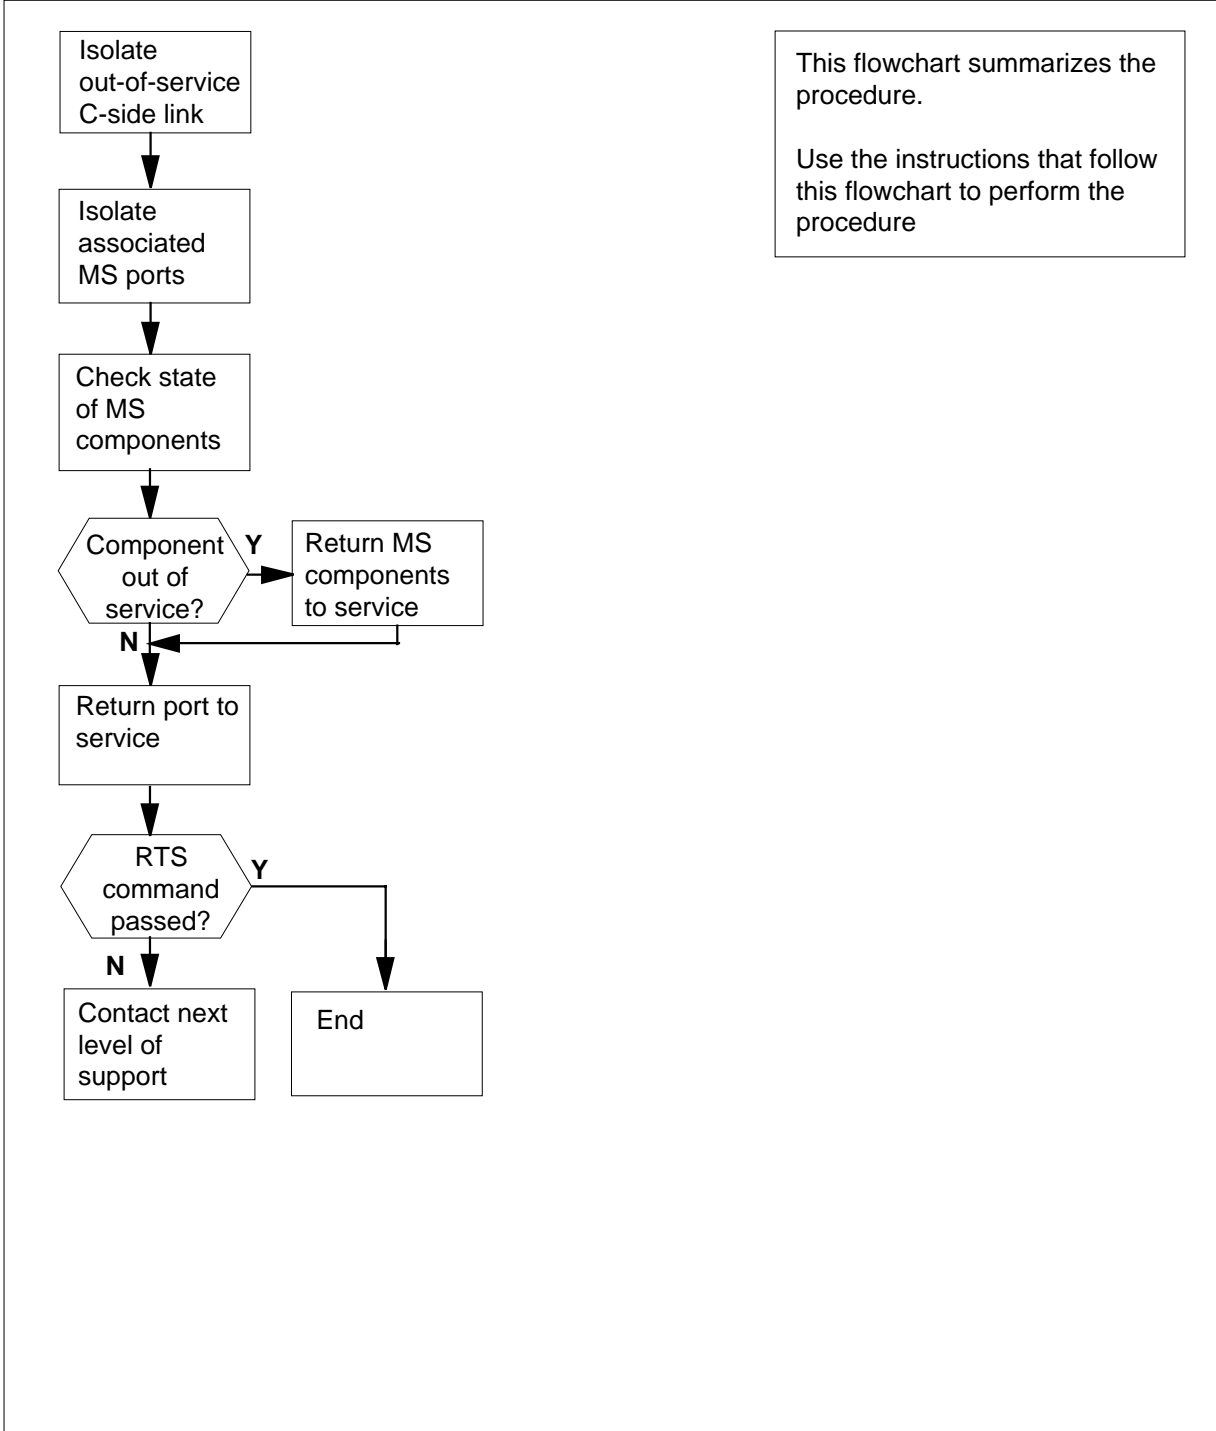 Isolate
out-of-service
C-side link
This flowchart summarizes the
procedure.
Use the instructions that follow
this flowchart to perform the
procedure
Isolate
associated
MS ports
Check state
of MS
components
Component
out of
service?
Y
Return MS
components
to service
N
Return port to
service
RTS
command
passed?
Y
N
Contact next
level of
support
End